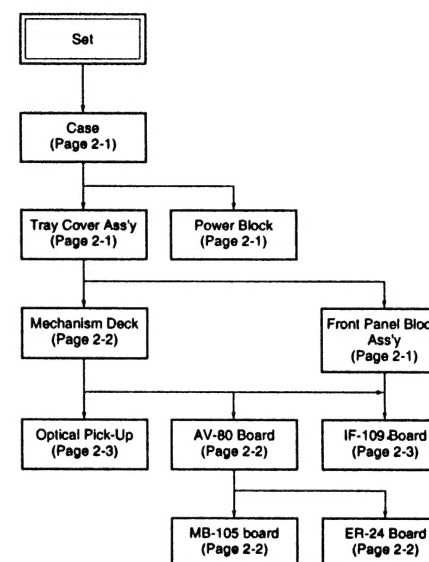 Set
Case
(Page 2-1)
Tray Cover Ass'y
(Page 2-1)
Power Block
(Page 2-1)
Mechanism Deck
(Page 2-2)
Front Panel Block
Ass'y
(Page 2-1)
Optical Pick-Up
(Page 2-3)
AV-80 Board
(Page 2-2)
IF-109 Board
(Page 2-3)
MB-105 board
(Page 2-2)
ER-24 Board
(Page 2-2)